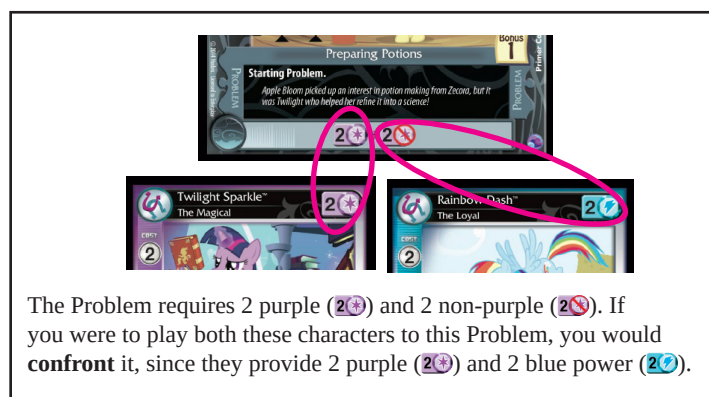 Bonus
1
Preparing Potions
Primer Co
PROBLEM
Starting Problem.
PROBLEM
Apple Bloom picked up an interest in potion making from Zecora, but it
was Twilight who helped her refine it into a science!
2 2
Twilight Sparkle™
The Magical
2
COST
2
Rainbow Dash™
The Loyal
2
COST
2
The Problem requires 2 purple (2) and 2 non-purple (2). If
you were to play both these characters to this Problem, you would
confront it, since they provide 2 purple (2) and 2 blue power (2).